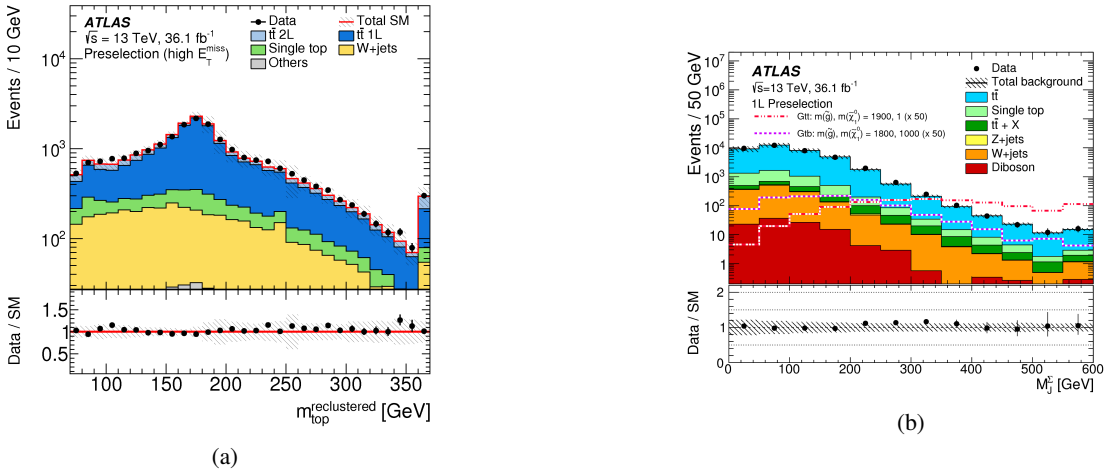 ATLAS
√s = 13 TeV, 36.1 fb⁻¹
Preselection (high E_T^miss)
Data
Total SM
tt̄ 2L
tt̄ 1L
Single top
W+jets
Others
Events / 10 GeV
10⁴
10³
10²
Data / SM
1.5
1
0.5
100 150 200 250 300 350
m_top^reclustered [GeV]
(a)
ATLAS
√s=13 TeV, 36.1 fb⁻¹
1L Preselection
Gtt: m(g̃), m(χ̃₁⁰) = 1900, 1 (x 50)
Gtb: m(g̃), m(χ̃₁⁰) = 1800, 1000 (x 50)
Data
Total background
tt̄
Single top
tt̄ + X
Z+jets
W+jets
Diboson
Events / 50 GeV
10⁷
10⁶
10⁵
10⁴
10³
10²
10
1
Data / SM
2
1
0
0 100 200 300 400 500 600
M_J^Σ [GeV]
(b)